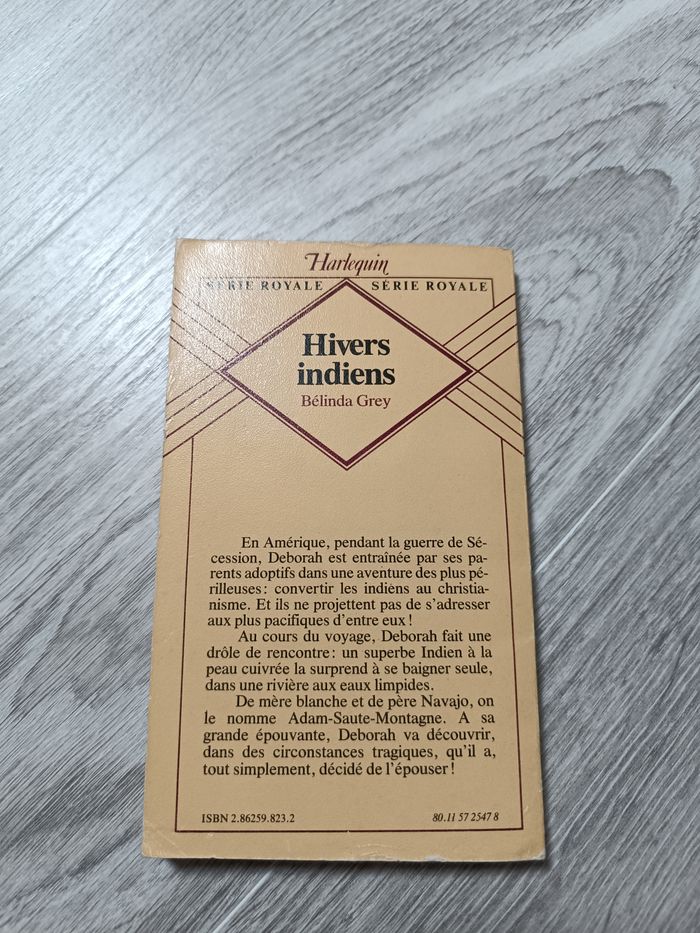 Harlequin
SÉRIE ROYALE SÉRIE ROYALE
Hivers
indiens
Bélinda Grey
En Amérique, pendant la guerre de Sé-
cession, Deborah est entraînée par ses pa-
rents adoptifs dans une aventure des plus pé-
rilleuses : convertir les indiens au christia-
nisme. Et ils ne projettent pas de s'adresser
aux plus pacifiques d'entre eux !
Au cours du voyage, Deborah fait une
drôle de rencontre : un superbe Indien à la
peau cuivrée la surprend à se baigner seule,
dans une rivière aux eaux limpides.
De mère blanche et de père Navajo, on
le nomme Adam-Saute-Montagne. A sa
grande épouvante, Deborah va découvrir,
dans des circonstances tragiques, qu'il a,
tout simplement, décidé de l'épouser !
ISBN 2.86259.823.2 80.11 57 2547 8